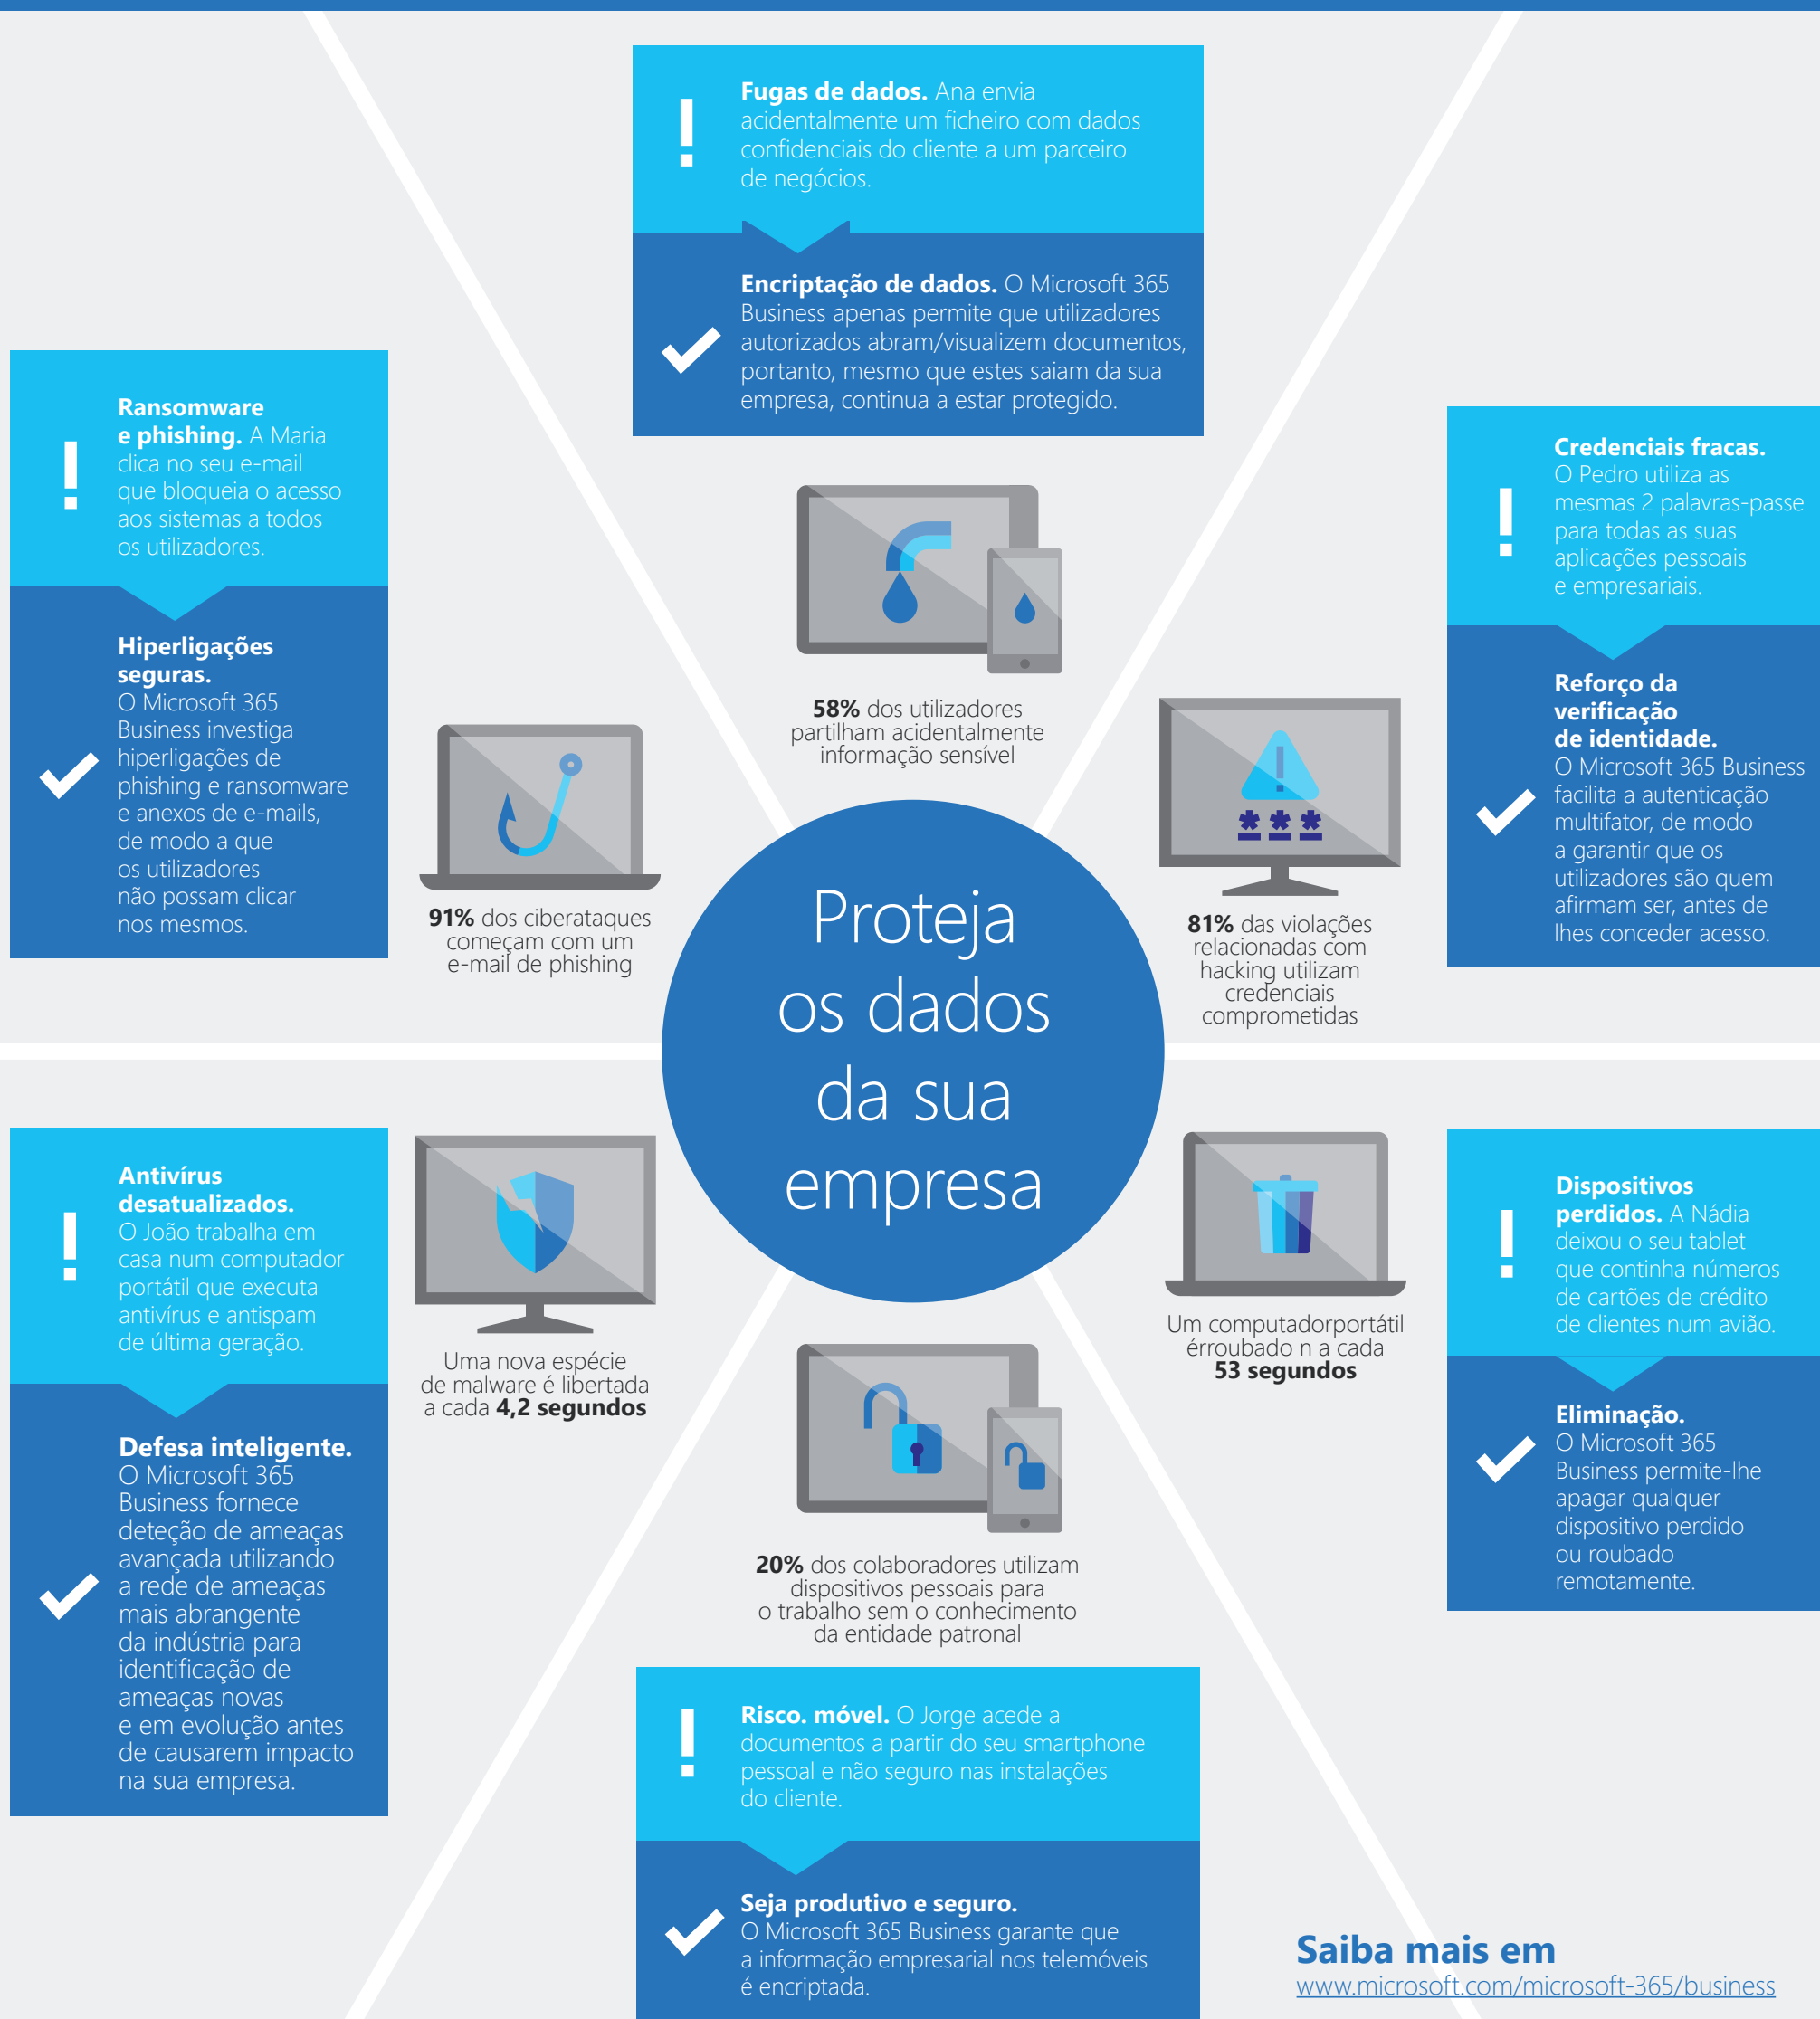 Fugas de dados. Ana envia
acidentalmente um ficheiro com dados
confidenciais do cliente a um parceiro
de negócios.
Encriptação de dados. O Microsoft 365
Business apenas permite que utilizadores
autorizados abram/visualizem documentos,
portanto, mesmo que estes saiam da sua
empresa, continua a estar protegido.
58% dos utilizadores
partilham acidentalmente
informação sensível
Ransomware
e phishing. A Maria
clica no seu e-mail
que bloqueia o acesso
aos sistemas a todos
os utilizadores.
Hiperligações
seguras.
O Microsoft 365
Business investiga
hiperligações de
phishing e ransomware
e anexos de e-mails,
de modo a que
os utilizadores
não possam clicar
nos mesmos.
91% dos ciberataques
começam com um
e-mail de phishing
Credenciais fracas.
O Pedro utiliza as
mesmas 2 palavras-passe
para todas as suas
aplicações pessoais
e empresariais.
Reforço da
verificação
de identidade.
O Microsoft 365 Business
facilita a autenticação
multifator, de modo
a garantir que os
utilizadores são quem
afirmam ser, antes de
lhes conceder acesso.
***
81% das violações
relacionadas com
hacking utilizam
credenciais
comprometidas
Proteja
os dados
da sua
empresa
Antivírus
desatualizados.
O João trabalha em
casa num computador
portátil que executa
antivírus e antispam
de última geração.
Defesa inteligente.
O Microsoft 365
Business fornece
deteção de ameaças
avançada utilizando
a rede de ameaças
mais abrangente
da indústria para
identificação de
ameaças novas
e em evolução antes
de causarem impacto
na sua empresa.
Uma nova espécie
de malware é libertada
a cada 4,2 segundos
Um computadorportátil
érroubado n a cada
53 segundos
Dispositivos
perdidos. A Nádia
deixou o seu tablet
que continha números
de cartões de crédito
de clientes num avião.
Eliminação.
O Microsoft 365
Business permite-lhe
apagar qualquer
dispositivo perdido
ou roubado
remotamente.
20% dos colaboradores utilizam
dispositivos pessoais para
o trabalho sem o conhecimento
da entidade patronal
Risco. móvel. O Jorge acede a
documentos a partir do seu smartphone
pessoal e não seguro nas instalações
do cliente.
Seja produtivo e seguro.
O Microsoft 365 Business garante que
a informação empresarial nos telemóveis
é encriptada.
Saiba mais em
www.microsoft.com/microsoft-365/business